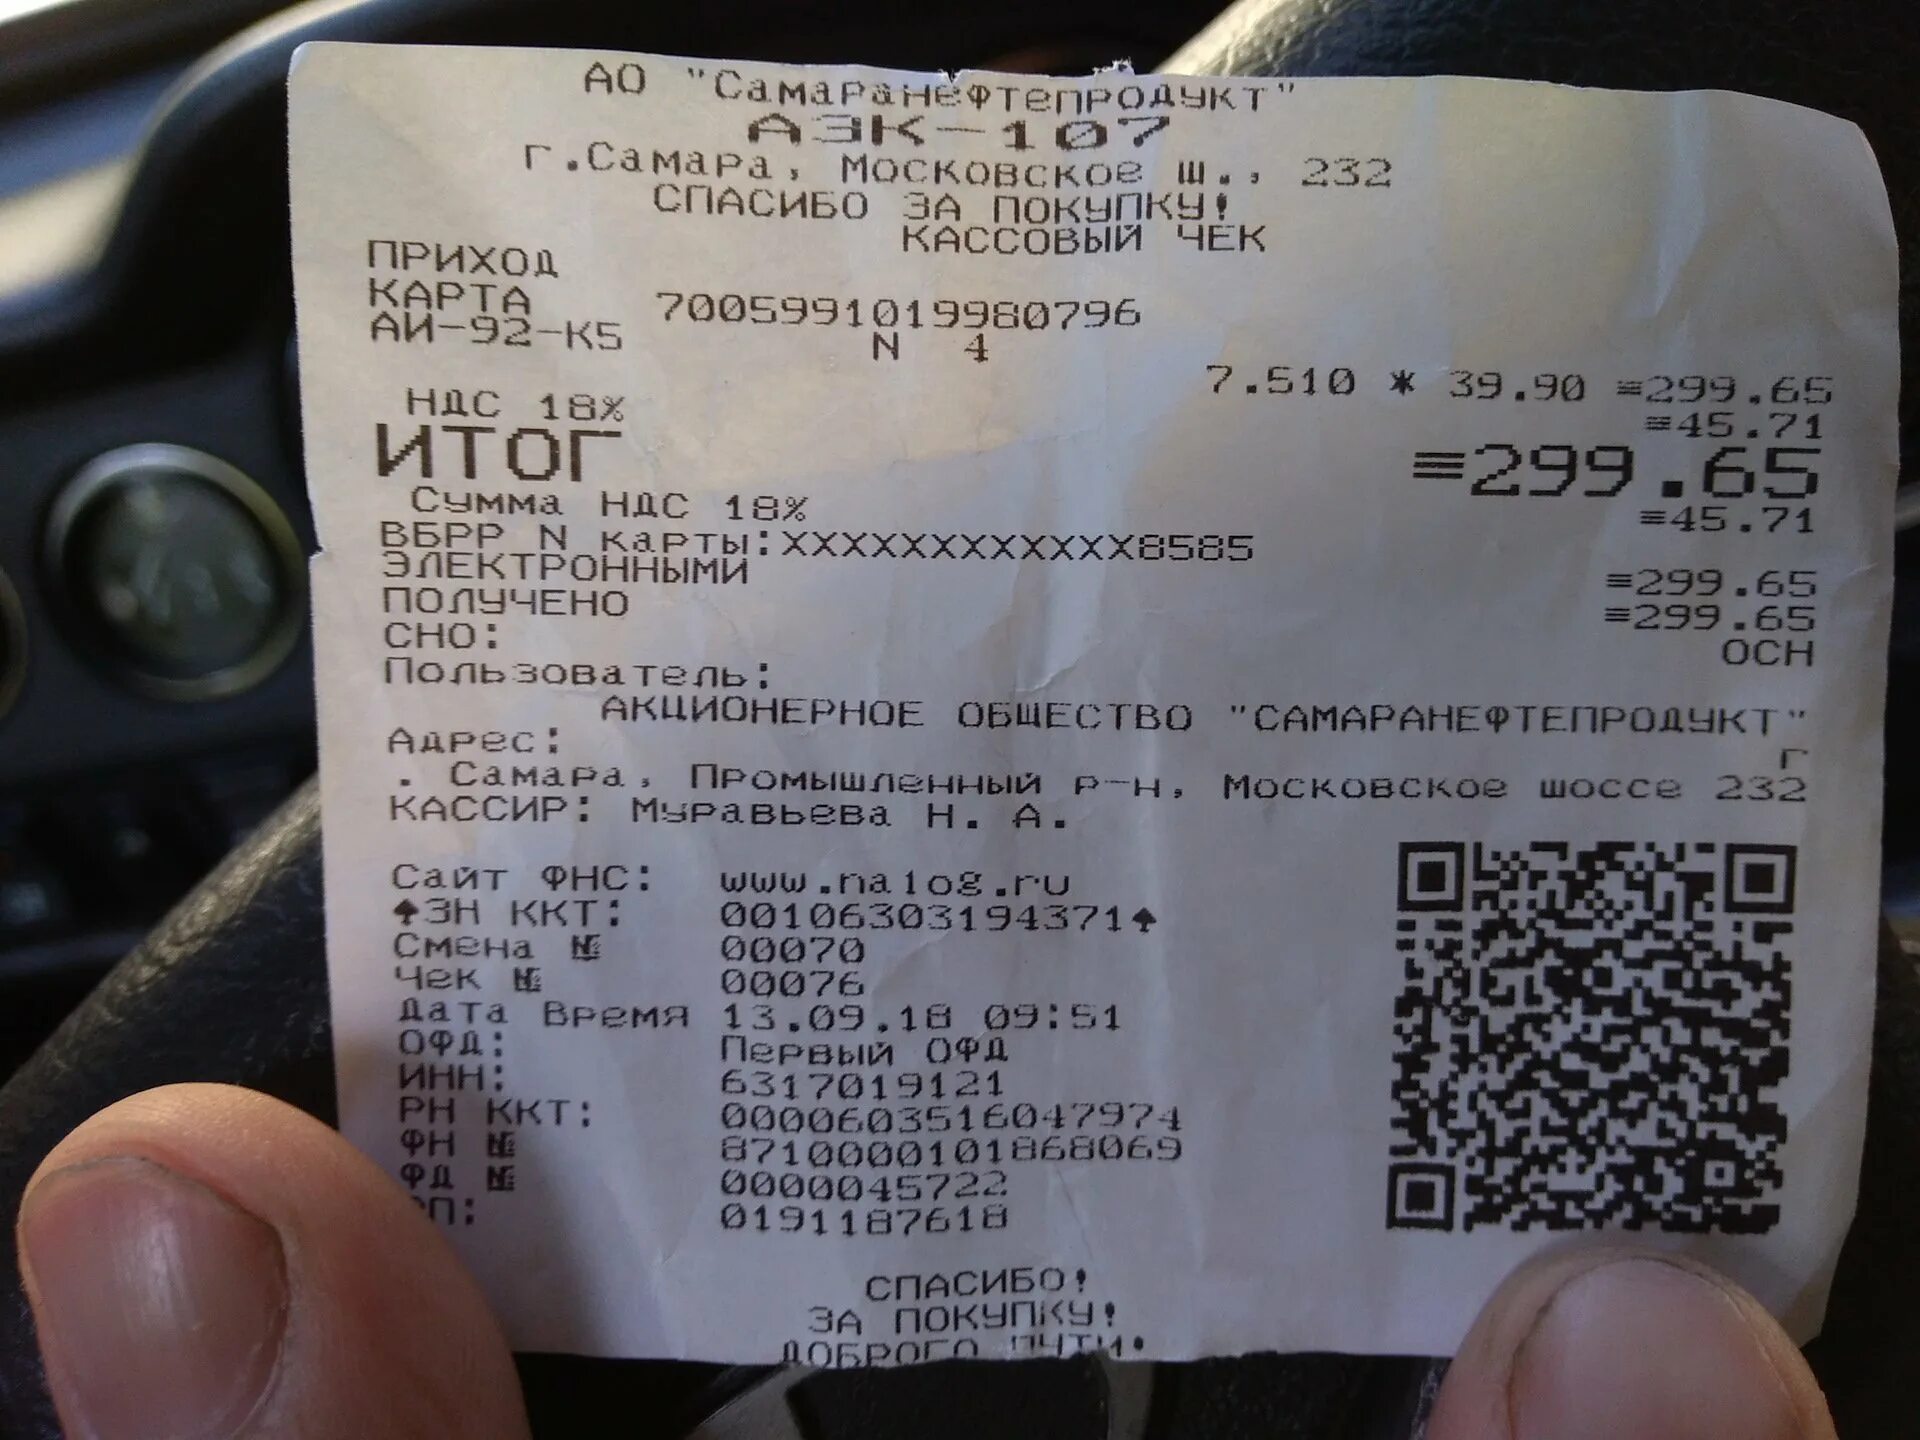 АО "Самаранефтепродукт"
АЗК-107
г.Самара, Московское ш., 232
СПАСИБО ЗА ПОКУПКУ!
КАССОВЫЙ ЧЕК
ПРИХОД
КАРТА 7005991019980796
АИ-92-К5 N 4
7.510 * 39.90 ≡299.65
НДС 18% ≡45.71
ИТОГ ≡299.65
Сумма НДС 18% ≡45.71
ВБРР N карты:XXXXXXXXXXXX8585
ЭЛЕКТРОННЫМИ ≡299.65
ПОЛУЧЕНО ≡299.65
СНО: ОСН
Пользователь:
АКЦИОНЕРНОЕ ОБЩЕСТВО "САМАРАНЕФТЕПРОДУКТ"
Адрес: г
. Самара, Промышленный р-н, Московское шоссе 232
КАССИР: Муравьева Н. А.
Сайт ФНС: www.nalog.ru
♠ЗН ККТ: 00106303194371♠
Смена № 00070
Чек № 00076
Дата Время 13.09.18 09:51
ОФД: Первый ОФД
ИНН: 6317019121
РН ККТ: 0000603516047974
ФН № 8710000101868069
ФД № 0000045722
П: 0191187618
СПАСИБО!
ЗА ПОКУПКУ!
ДОБРОГО ПУТИ!